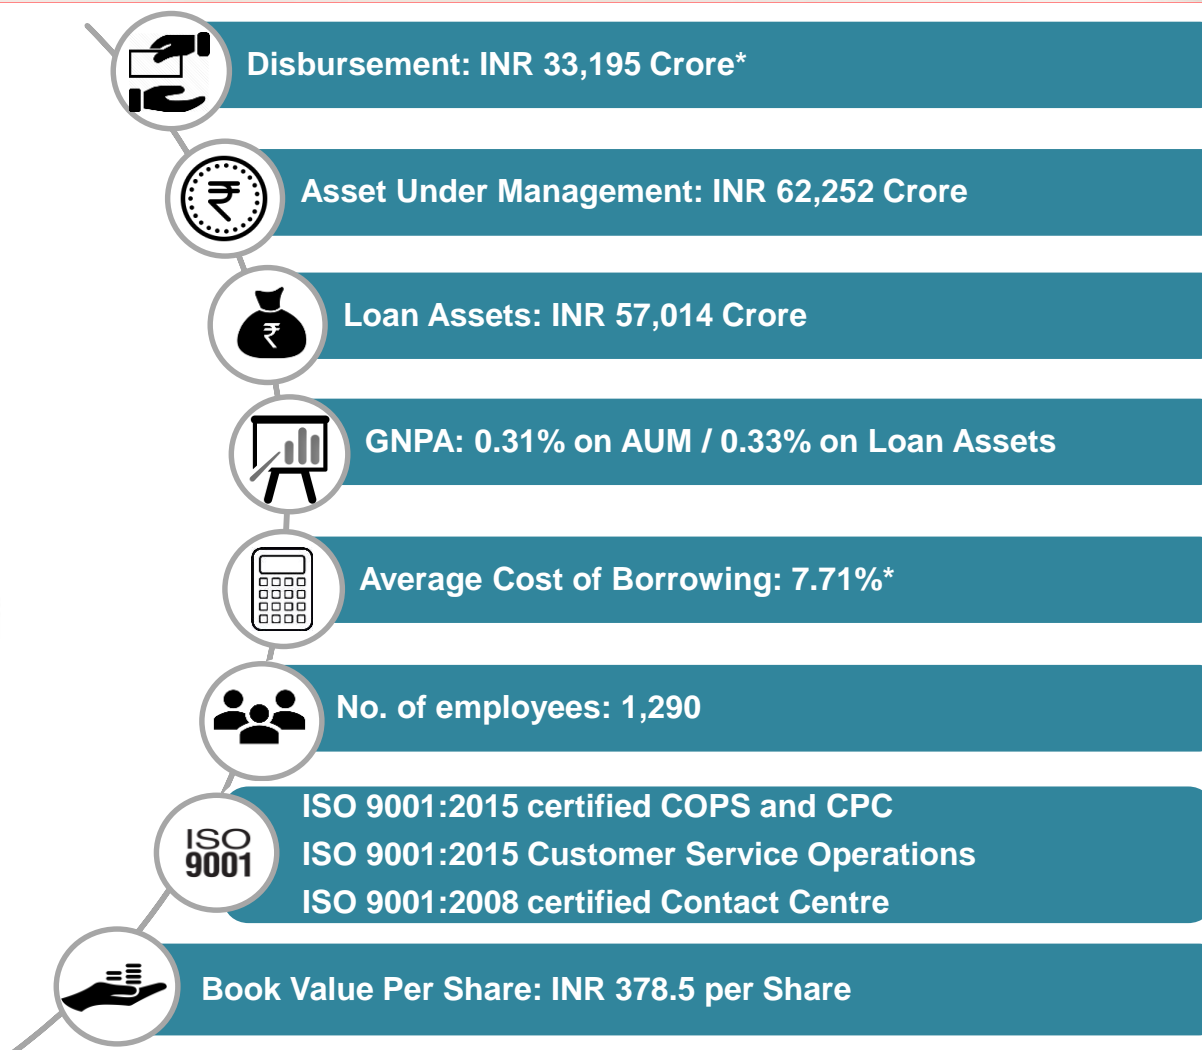 Disbursement: INR 33,195 Crore*
₹
Asset Under Management: INR 62,252 Crore
₹
Loan Assets: INR 57,014 Crore
GNPA: 0.31% on AUM / 0.33% on Loan Assets
Average Cost of Borrowing: 7.71%*
No. of employees: 1,290
ISO
9001
ISO 9001:2015 certified COPS and CPC
ISO 9001:2015 Customer Service Operations
ISO 9001:2008 certified Contact Centre
Book Value Per Share: INR 378.5 per Share